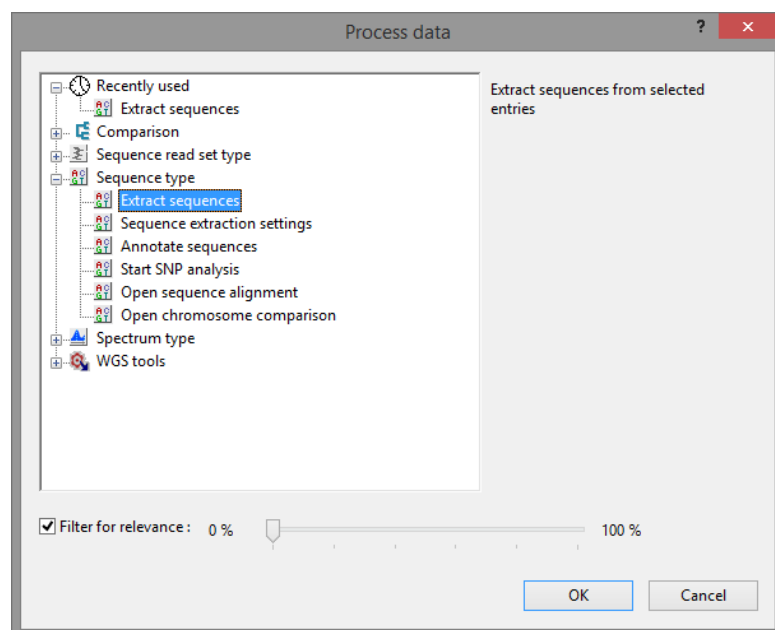 Process data
?
Recently used
Extract sequences
Comparison
Sequence read set type
Sequence type
Extract sequences
Sequence extraction settings
Annotate sequences
Start SNP analysis
Open sequence alignment
Open chromosome comparison
Spectrum type
WGS tools
Extract sequences from selected
entries
Filter for relevance : 0 % 100 %
OK Cancel